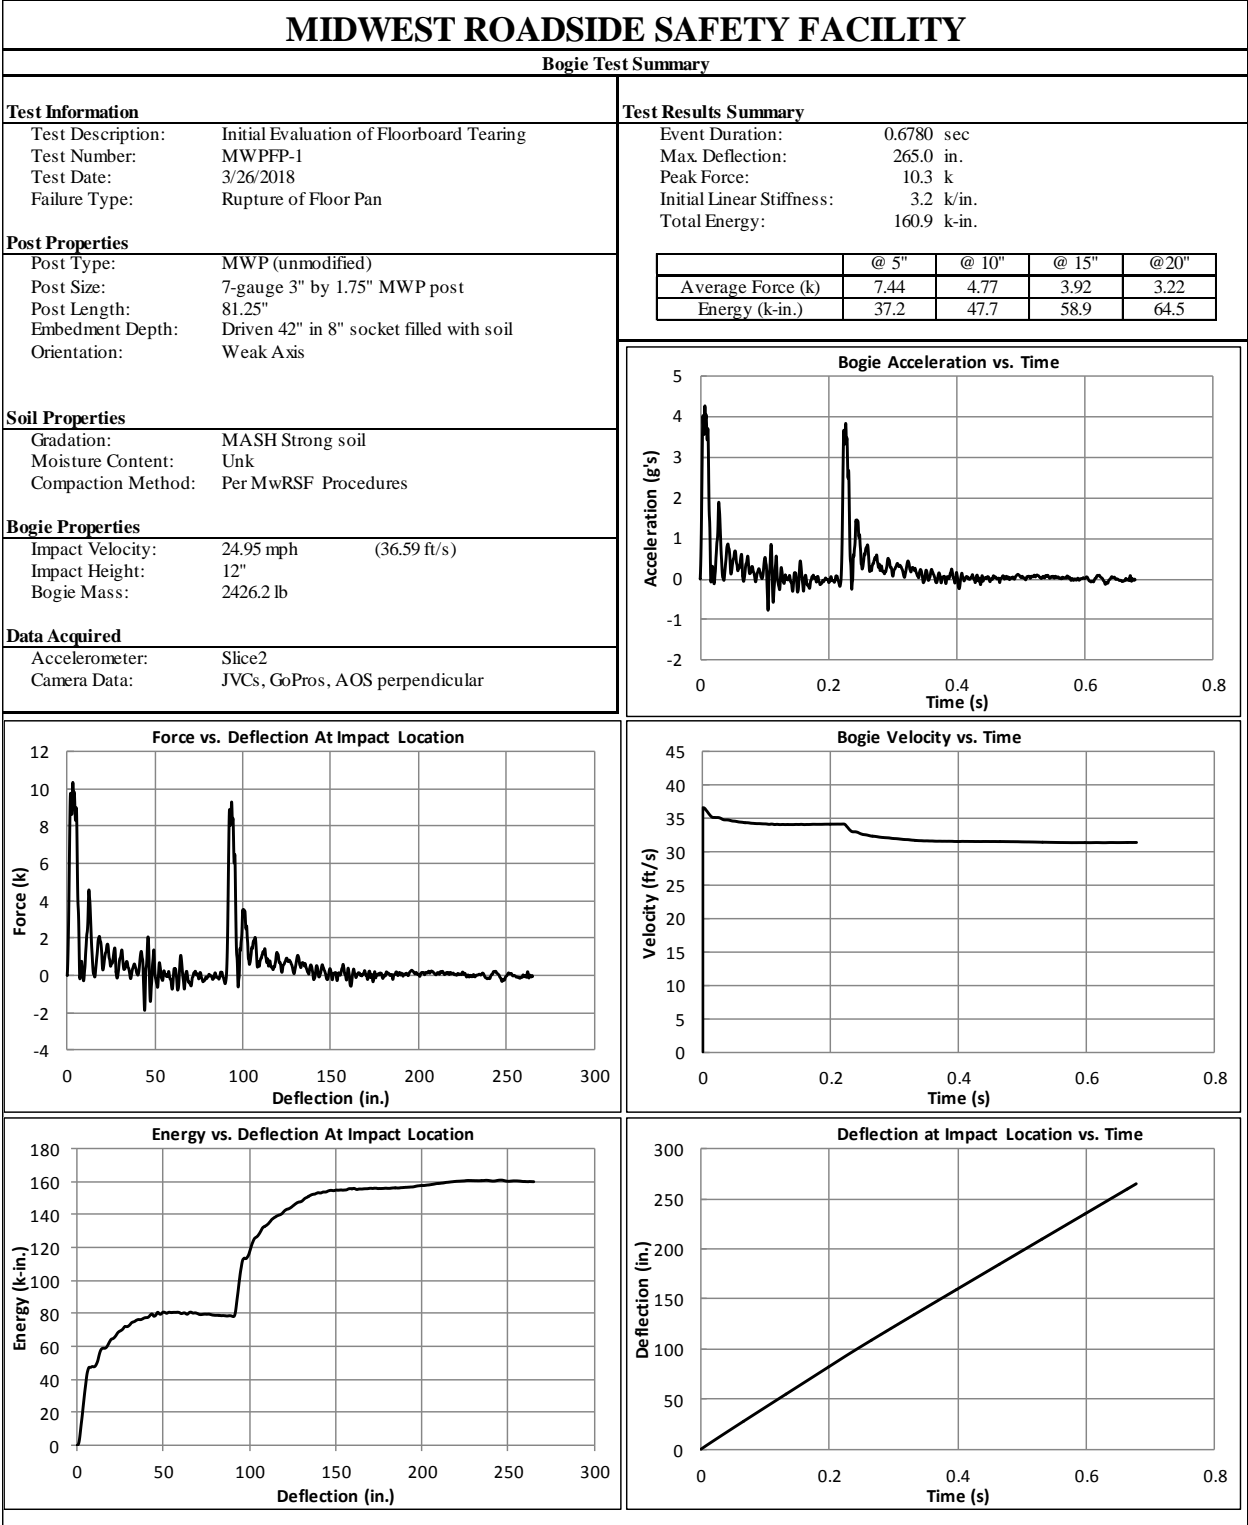 MIDWEST ROADSIDE SAFETY FACILITY
Bogie Test Summary
Test Information
Test Description: Initial Evaluation of Floorboard Tearing
Test Number: MWPFP-1
Test Date: 3/26/2018
Failure Type: Rupture of Floor Pan
Post Properties
Post Type: MWP (unmodified)
Post Size: 7-gauge 3" by 1.75" MWP post
Post Length: 81.25"
Embedment Depth: Driven 42" in 8" socket filled with soil
Orientation: Weak Axis
Soil Properties
Gradation: MASH Strong soil
Moisture Content: Unk
Compaction Method: Per MwRSF Procedures
Bogie Properties
Impact Velocity: 24.95 mph (36.59 ft/s)
Impact Height: 12"
Bogie Mass: 2426.2 lb
Data Acquired
Accelerometer: Slice2
Camera Data: JVCs, GoPros, AOS perpendicular
Test Results Summary
Event Duration: 0.6780 sec
Max. Deflection: 265.0 in.
Peak Force: 10.3 k
Initial Linear Stiffness: 3.2 k/in.
Total Energy: 160.9 k-in.
@ 5" @ 10" @ 15" @20"
Average Force (k) 7.44 4.77 3.92 3.22
Energy (k-in.) 37.2 47.7 58.9 64.5
Bogie Acceleration vs. Time
Acceleration (g's)
5
4
3
2
1
0
-1
-2
0 0.2 0.4 0.6 0.8
Time (s)
Force vs. Deflection At Impact Location
Force (k)
12
10
8
6
4
2
0
-2
-4
0 50 100 150 200 250 300
Deflection (in.)
Bogie Velocity vs. Time
Velocity (ft/s)
45
40
35
30
25
20
15
10
5
0
0 0.2 0.4 0.6 0.8
Time (s)
Energy vs. Deflection At Impact Location
Energy (k-in.)
180
160
140
120
100
80
60
40
20
0
0 50 100 150 200 250 300
Deflection (in.)
Deflection at Impact Location vs. Time
Deflection (in.)
300
250
200
150
100
50
0
0 0.2 0.4 0.6 0.8
Time (s)